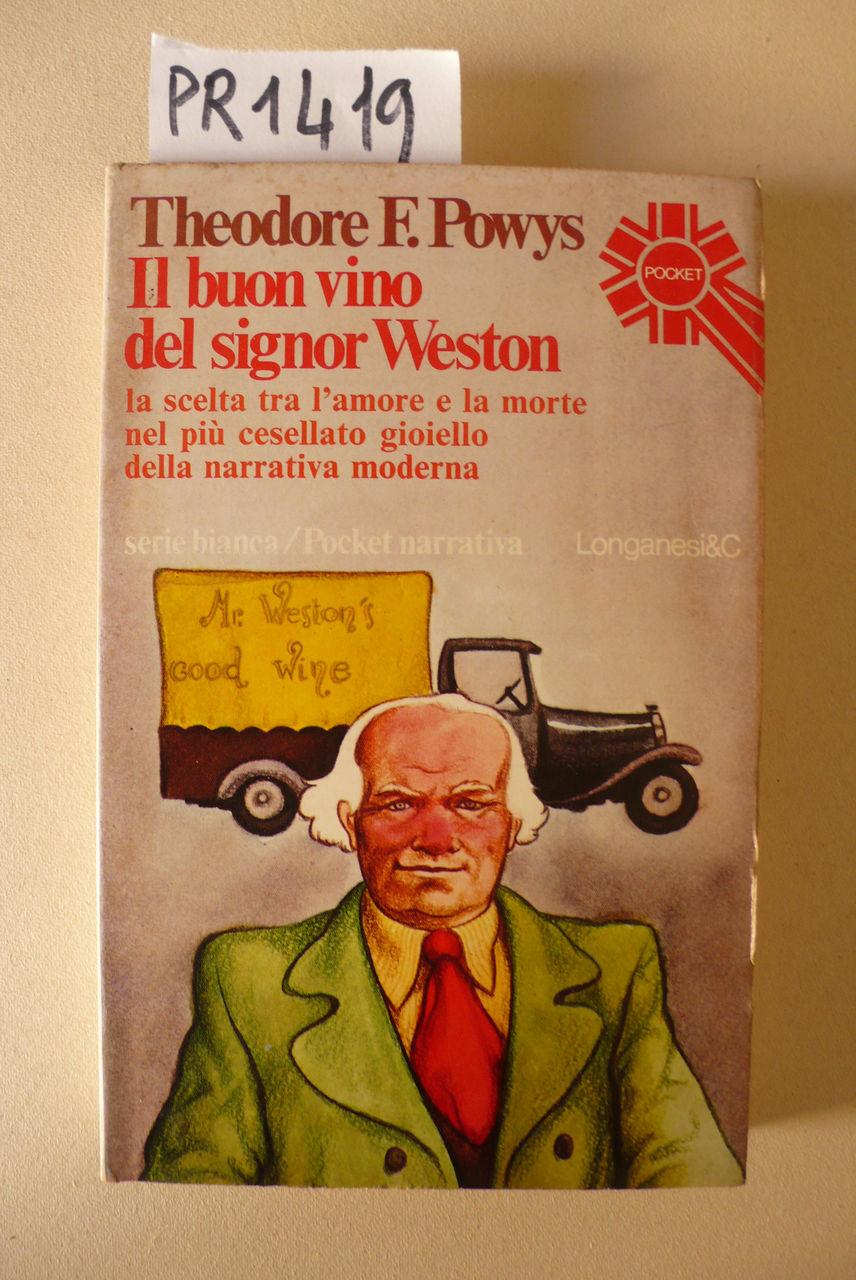 PR1419
Theodore F. Powys
Il buon vino
del signor Weston
POCKET
la scelta tra l'amore e la morte
nel più cesellato gioiello
della narrativa moderna
serie bianca/Pocket narrativa
Longanesi&C
Mr. Weston's
Good Wine